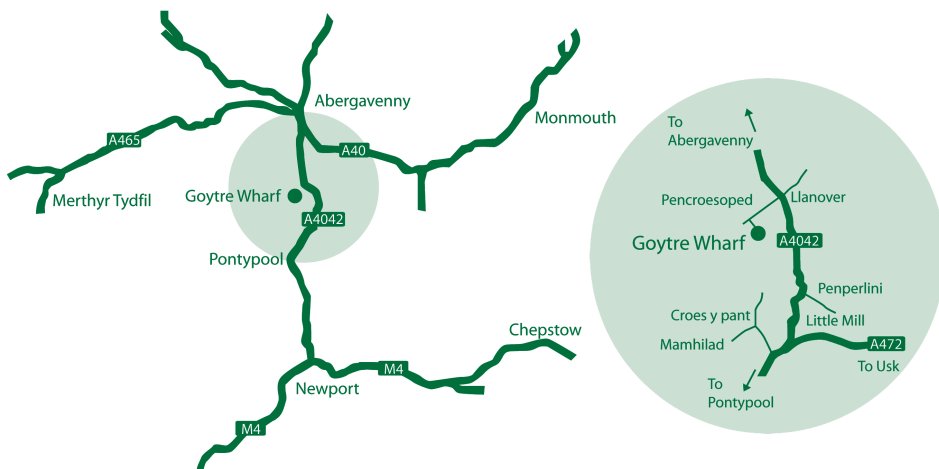 Abergavenny
Monmouth
A465
A40
Merthyr Tydfil
Goytre Wharf
A4042
Pontypool
Chepstow
M4
Newport
M4
To
Abergavenny
Pencroesoped
Llanover
Goytre Wharf
A4042
Penperlini
Croes y pant
Little Mill
Mamhilad
A472
To Usk
To
Pontypool